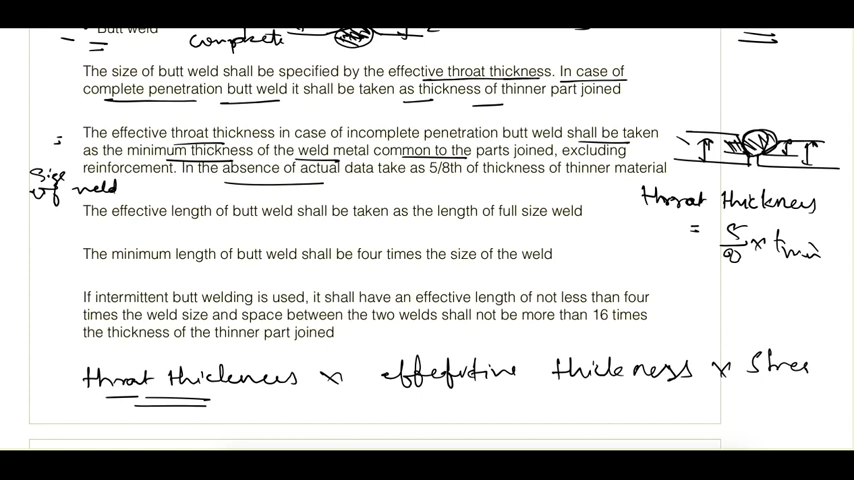 Butt weld
complete
The size of butt weld shall be specified by the effective throat thickness. In case of
complete penetration butt weld it shall be taken as thickness of thinner part joined
The effective throat thickness in case of incomplete penetration butt weld shall be taken
as the minimum thickness of the weld metal common to the parts joined, excluding
reinforcement. In the absence of actual data take as 5/8th of thickness of thinner material
Size
of weld
throat thickness
= 5/8 x tmin
The effective length of butt weld shall be taken as the length of full size weld
The minimum length of butt weld shall be four times the size of the weld
If intermittent butt welding is used, it shall have an effective length of not less than four
times the weld size and space between the two welds shall not be more than 16 times
the thickness of the thinner part joined
throat thickness x effefctive thickness x Stres